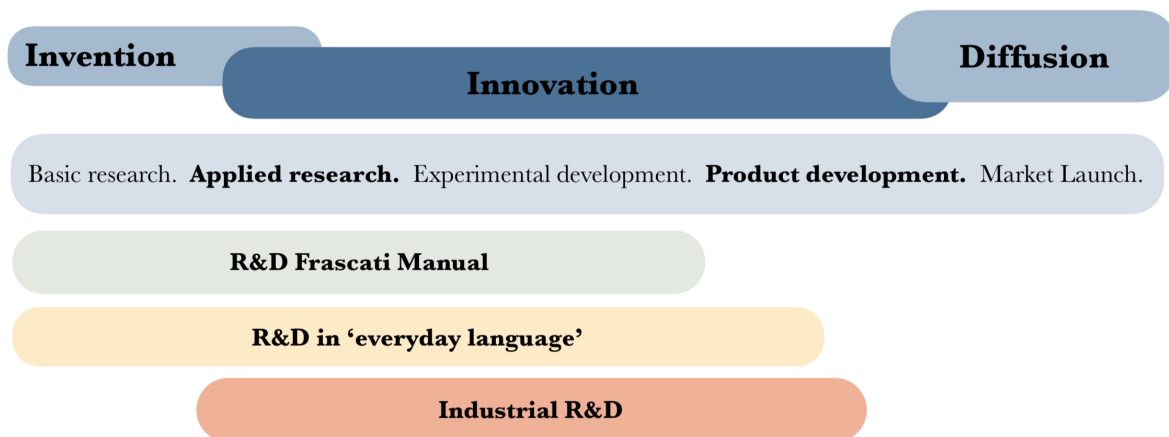 Invention
Innovation
Diffusion
Basic research. Applied research. Experimental development. Product development. Market Launch.
R&D Frascati Manual
R&D in ‘everyday language’
Industrial R&D